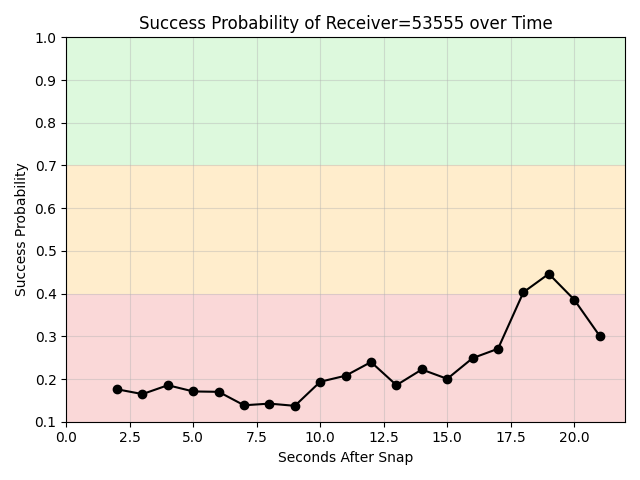 Success Probability of Receiver=53555 over Time
1.0
0.9
0.8
0.7
0.6
0.5
0.4
0.3
0.2
0.1
Success Probability
0.0 2.5 5.0 7.5 10.0 12.5 15.0 17.5 20.0
Seconds After Snap